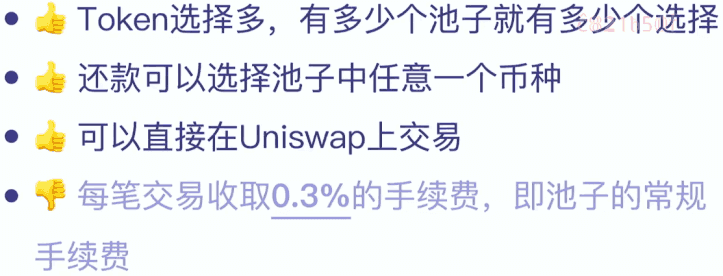 Token选择多，有多少个池子就有多少个选择
还款可以选择池子中任意一个币种
可以直接在Uniswap上交易
每笔交易收取0.3%的手续费，即池子的常规
手续费